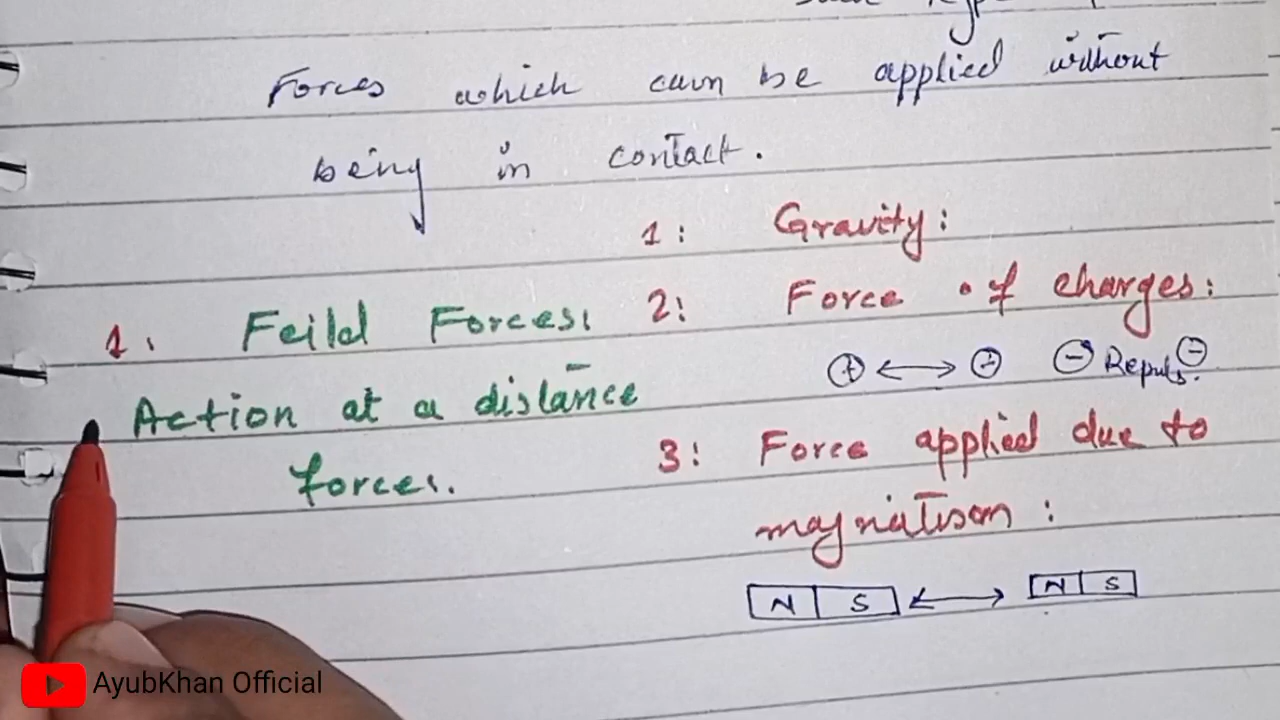 Forces which can be applied without
being in contact.
1: Gravity:
2: Force of charges:
+ ↔ + - Repuls. -
1. Feild Forces:
Action at a distance
forces.
3: Force applied due to
magnatism :
N S ↔ N S
AyubKhan Official